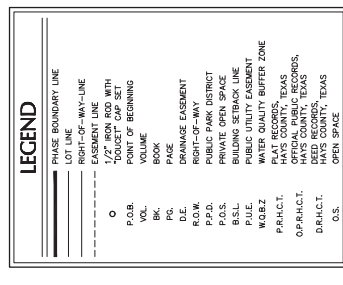 LEGEND
PHASE BOUNDARY LINE
LOT LINE
RIGHT-OF-WAY-LINE
EASEMENT LINE
1/2" IRON ROD WITH
"DOUCET" CAP SET
P.O.B. POINT OF BEGINNING
VOL. VOLUME
BK. BOOK
PG. PAGE
D.E. DRAINAGE EASEMENT
R.O.W. RIGHT-OF-WAY
P.P.D. PUBLIC PARK DISTRICT
P.O.S. PRIVATE OPEN SPACE
B.S.L. BUILDING SETBACK LINE
P.U.E. PUBLIC UTILITY EASEMENT
W.Q.B.Z WATER QUALITY BUFFER ZONE
P.R.H.C.T. PLAT RECORDS,
HAYS COUNTY, TEXAS
O.P.R.H.C.T. OFFICIAL PUBLIC RECORDS,
HAYS COUNTY, TEXAS
D.R.H.C.T. DEED RECORDS,
HAYS COUNTY, TEXAS
O.S. OPEN SPACE